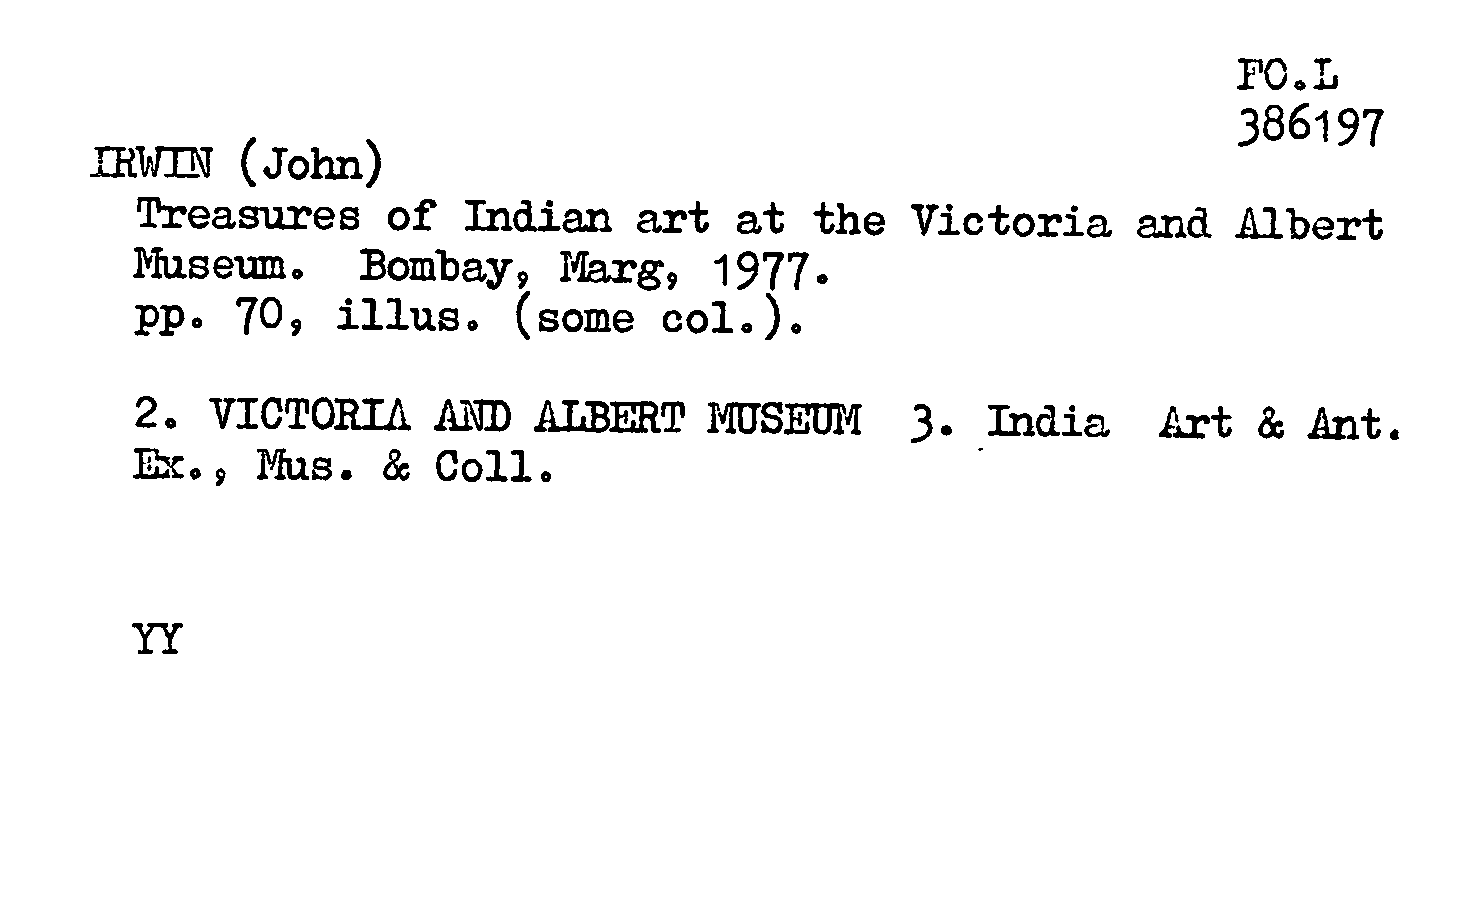 FO.L
386197
IRWIN (John)
Treasures of Indian art at the Victoria and Albert
Museum. Bombay, Marg, 1977.
pp. 70, illus. (some col.).
2. VICTORIA AND ALBERT MUSEUM 3. India Art & Ant.
Ex., Mus. & Coll.
YY